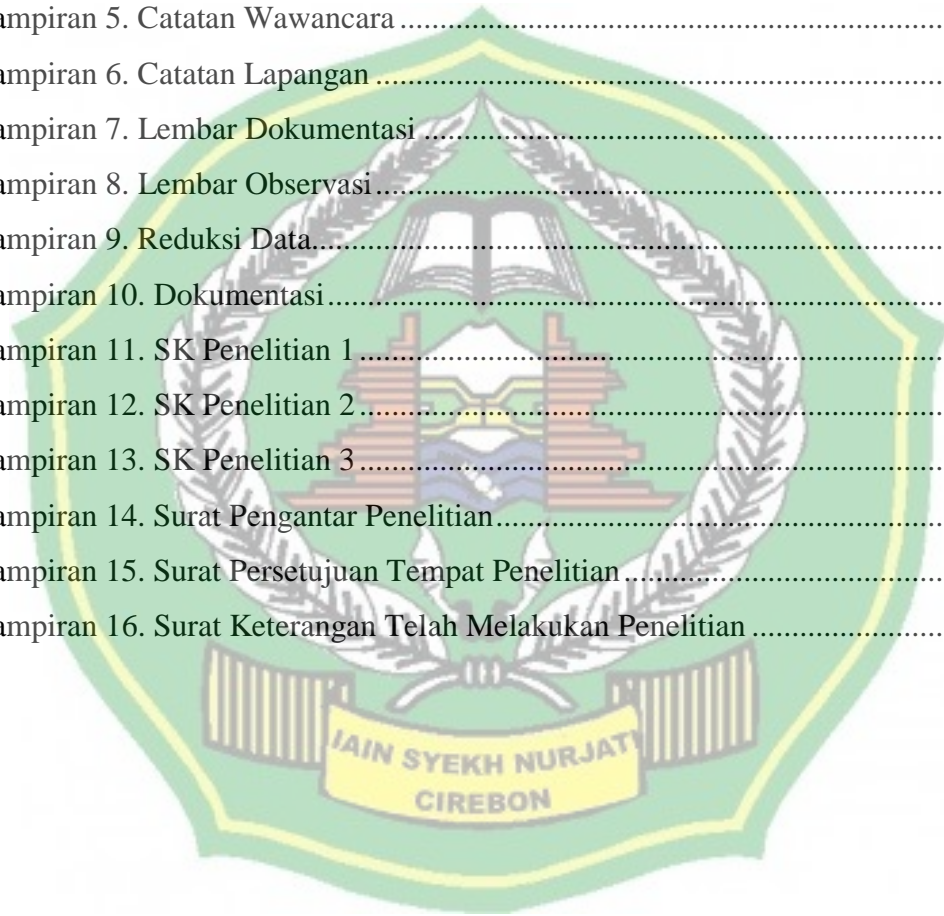 ampiran 5. Catatan Wawancara ........................................................................
ampiran 6. Catatan Lapangan ...........................................................................
ampiran 7. Lembar Dokumentasi .....................................................................
ampiran 8. Lembar Observasi...........................................................................
ampiran 9. Reduksi Data...................................................................................
ampiran 10. Dokumentasi.................................................................................
ampiran 11. SK Penelitian 1.............................................................................
ampiran 12. SK Penelitian 2.............................................................................
ampiran 13. SK Penelitian 3.............................................................................
ampiran 14. Surat Pengantar Penelitian............................................................
ampiran 15. Surat Persetujuan Tempat Penelitian ............................................
ampiran 16. Surat Keterangan Telah Melakukan Penelitian ............................
IAIN SYEKH NURJATI
CIREBON